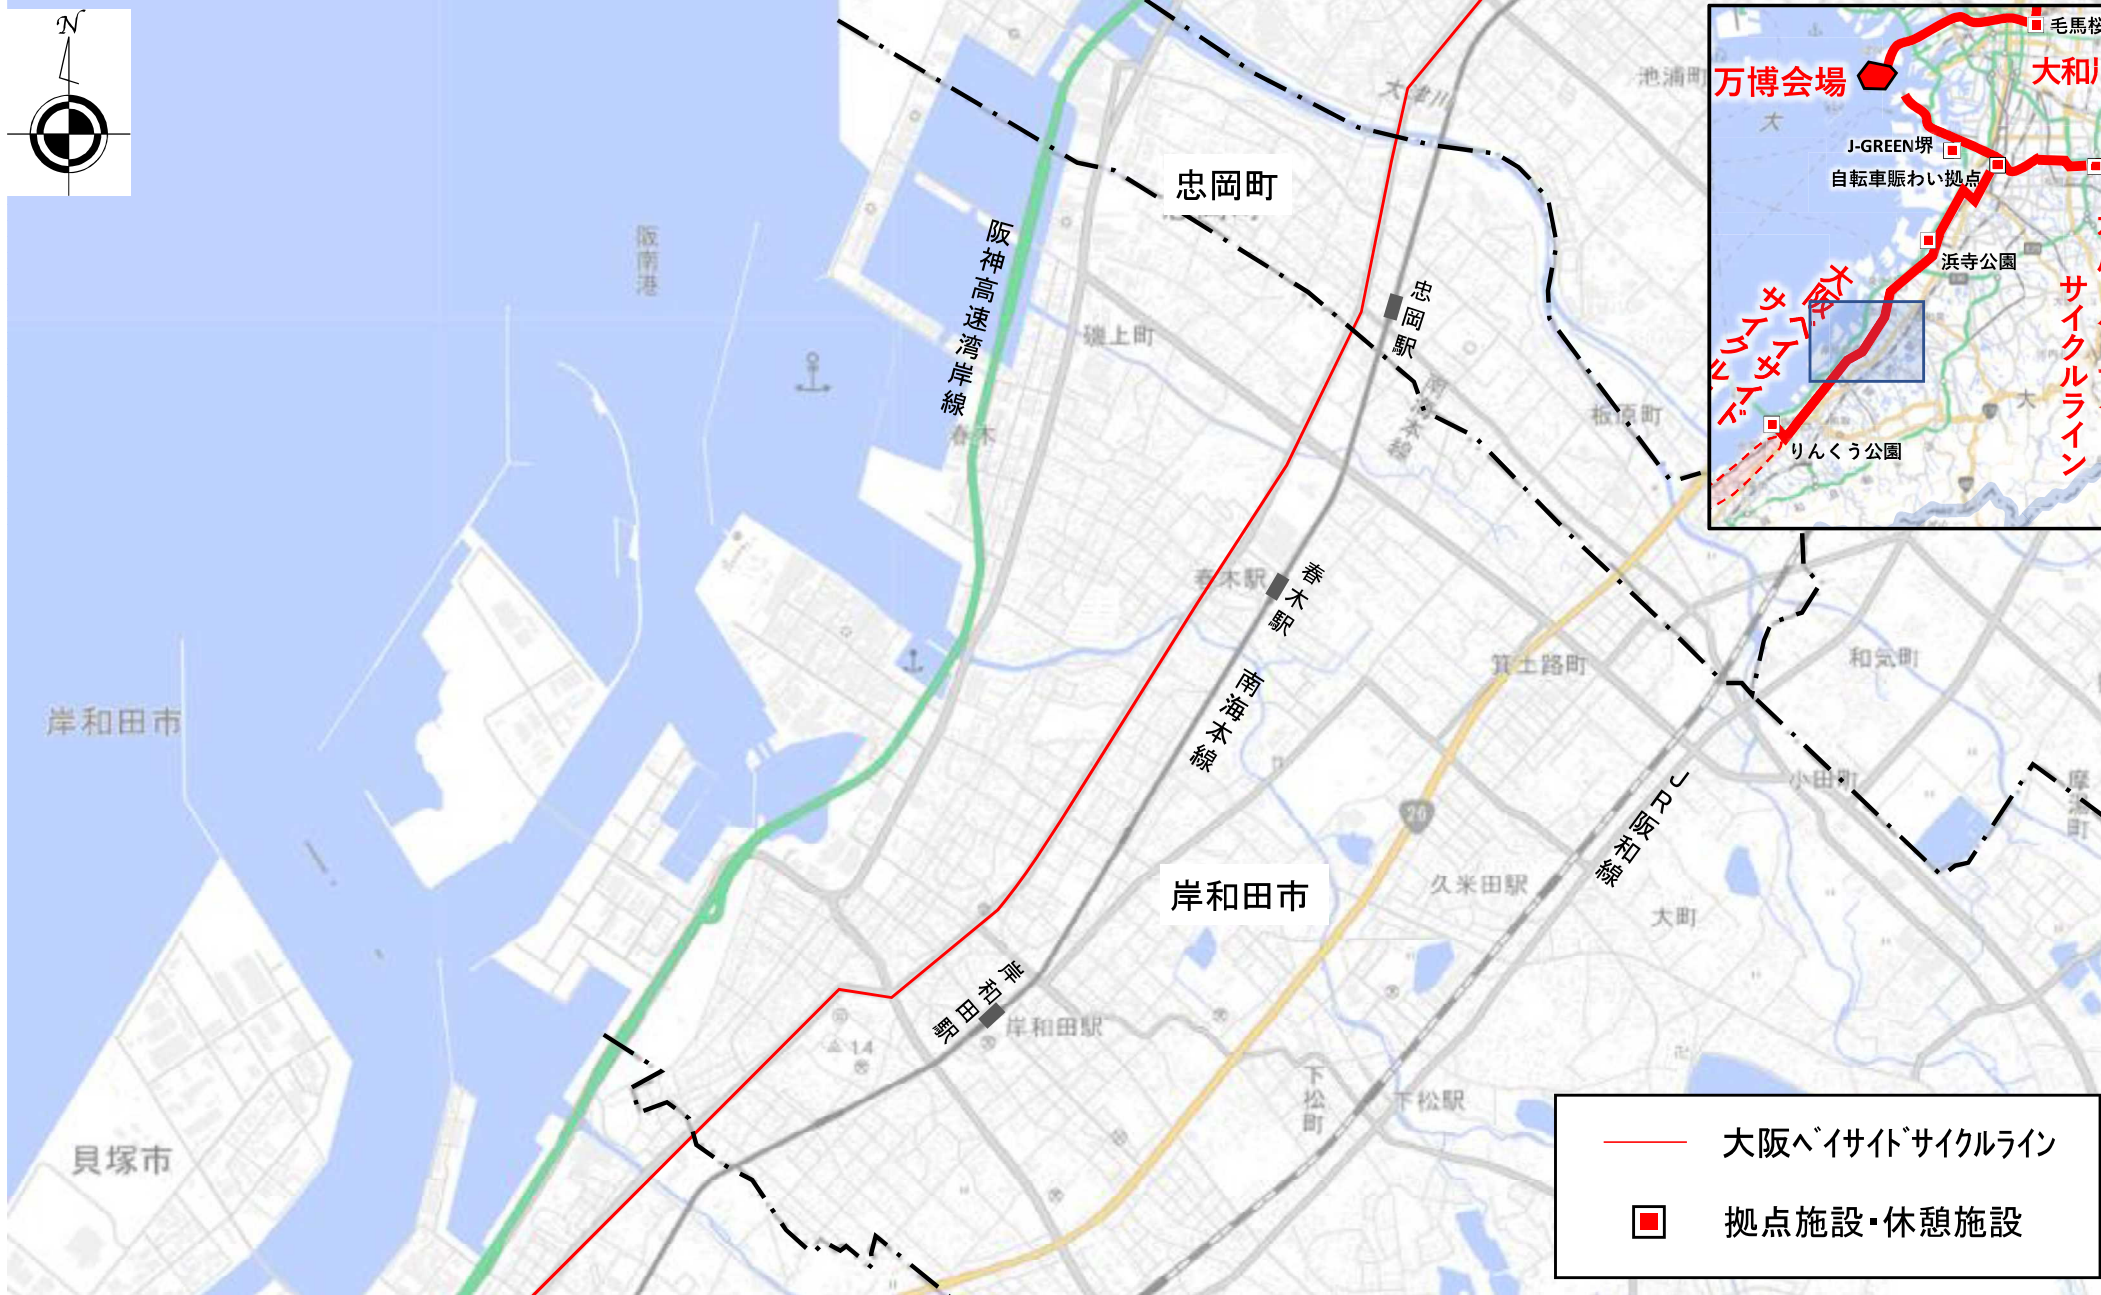 N
毛馬桜
大和川
万博会場
大
J-GREEN堺
自転車賑わい拠点
浜寺公園
大阪ベイサイド
サイクルライン
サイクルライン
りんくう公園
大
池浦町
大津川
忠岡町
阪神高速湾岸線
阪南港
磯上町
忠岡駅
南海本線
板原町
春木
春木駅
春木駅
南海本線
箕土路町
和気町
岸和田市
JR阪和線
小田町
摩湯町
26
岸和田市
久米田駅
大町
岸和田駅
岸和田駅
14
下松町
下松駅
貝塚市
大阪ﾍﾞｲｻｲﾄﾞｻｲｸﾙﾗｲﾝ
拠点施設・休憩施設